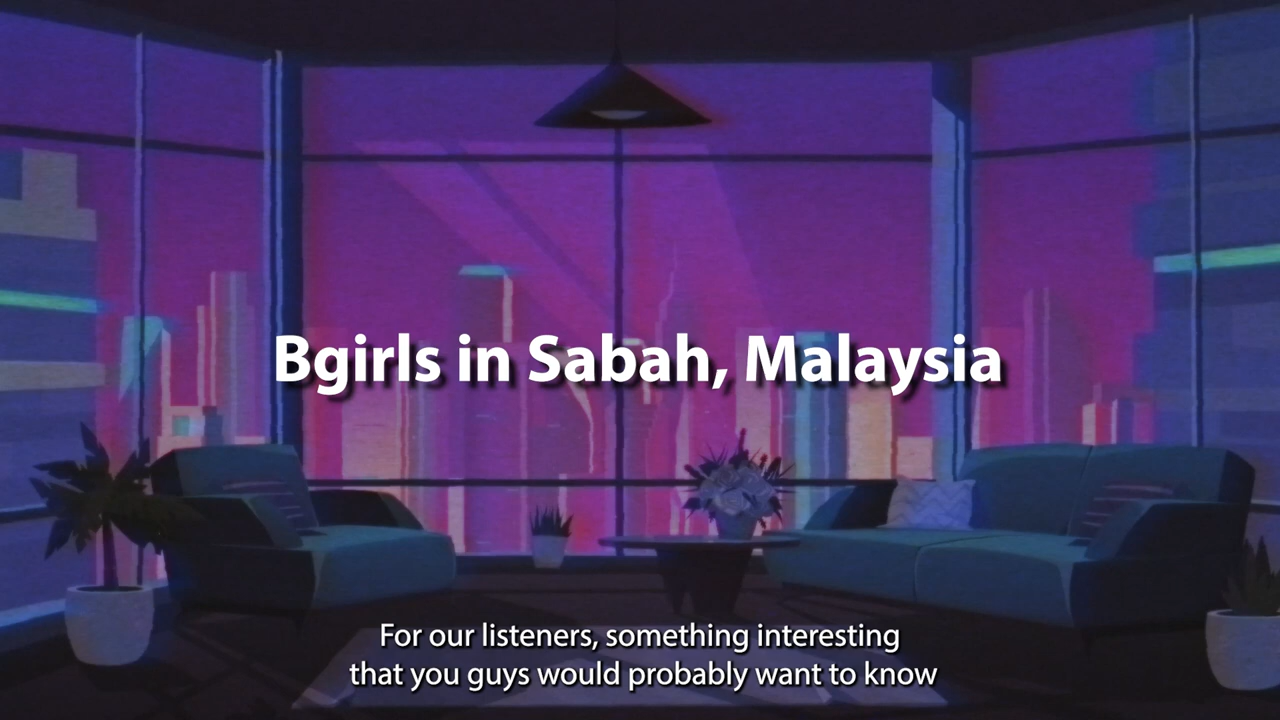 Bgirls in Sabah, Malaysia
For our listeners, something interesting
that you guys would probably want to know